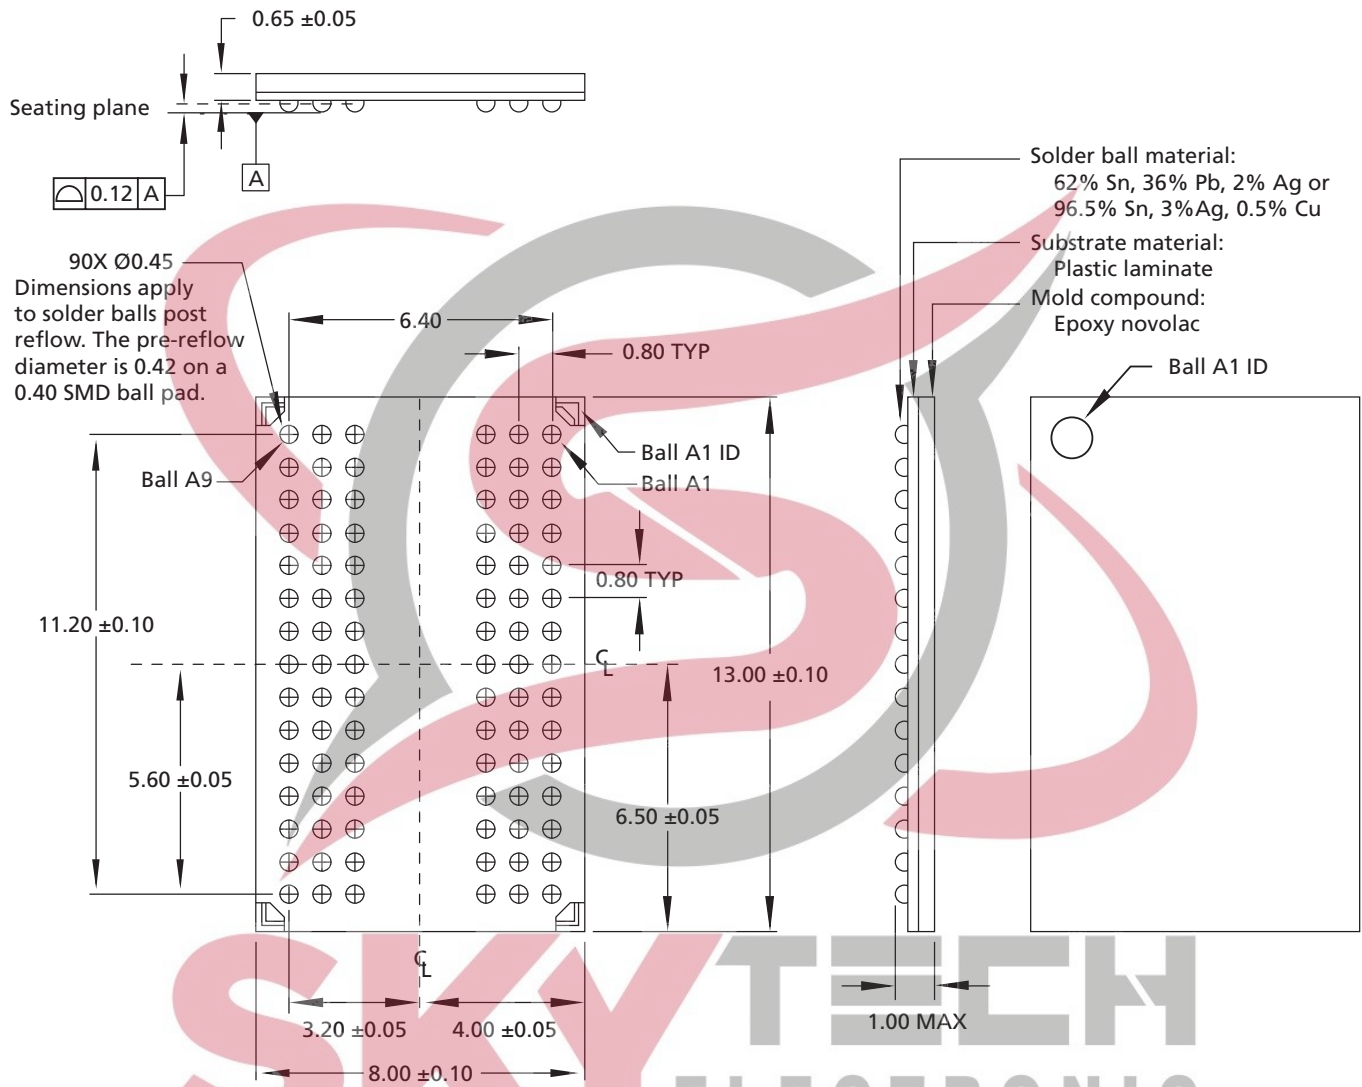 0.65 ±0.05
Seating plane
A
0.12 A
Solder ball material:
62% Sn, 36% Pb, 2% Ag or
96.5% Sn, 3%Ag, 0.5% Cu
Substrate material:
Plastic laminate
Mold compound:
Epoxy novolac
90X Ø0.45
Dimensions apply
to solder balls post
reflow. The pre-reflow
diameter is 0.42 on a
0.40 SMD ball pad.
6.40
0.80 TYP
Ball A1 ID
Ball A1 ID
Ball A1
Ball A9
0.80 TYP
11.20 ±0.10
CL
13.00 ±0.10
5.60 ±0.05
6.50 ±0.05
CL
3.20 ±0.05
4.00 ±0.05
1.00 MAX
8.00 ±0.10
SKYTECH
ELECTRONIC